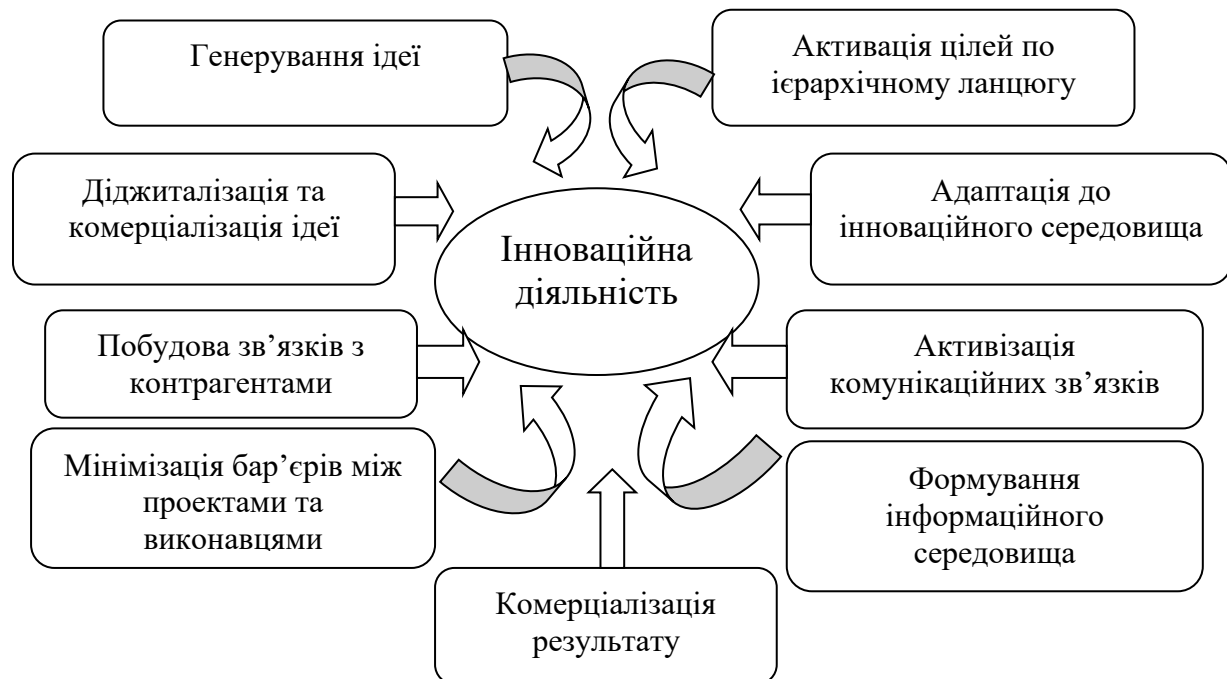 Генерування ідеї
Активація цілей по
ієрархічному ланцюгу
Діджиталізація та
комерціалізація ідеї
Адаптація до
інноваційного середовища
Інноваційна
діяльність
Побудова зв’язків з
контрагентами
Активізація
комунікаційних зв’язків
Мінімізація бар’єрів між
проектами та
виконавцями
Формування
інформаційного
середовища
Комерціалізація
результату